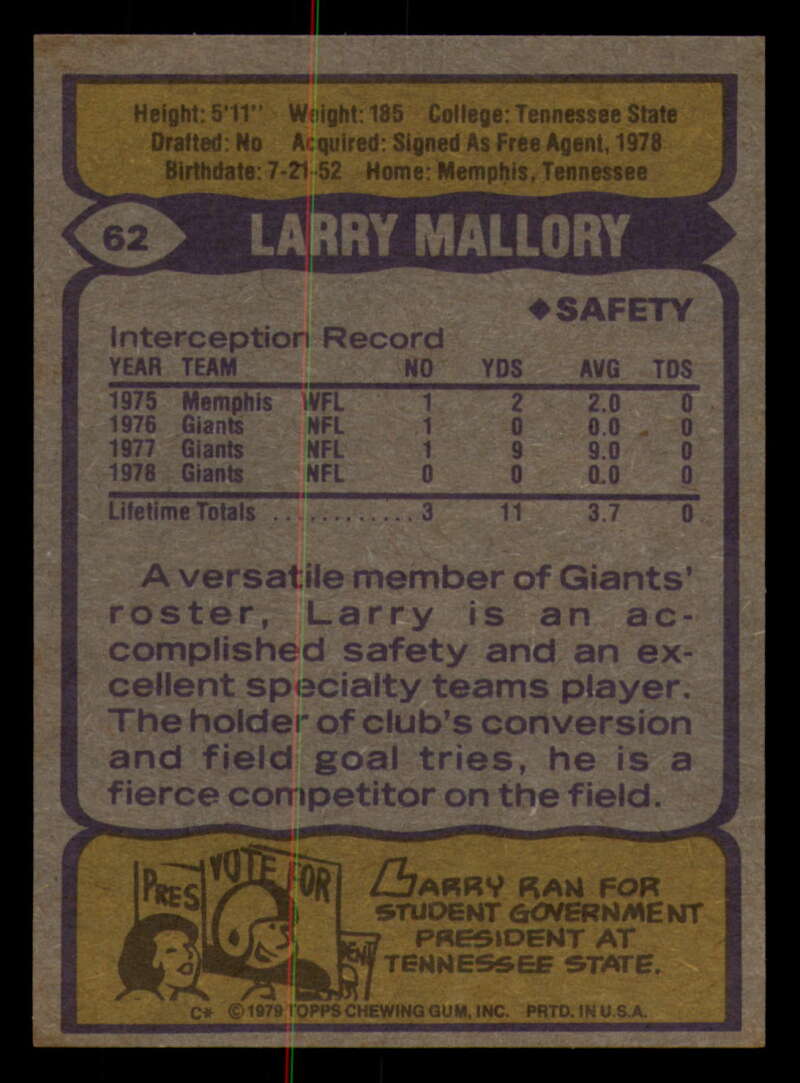 Height: 5'11" Weight: 185 College: Tennessee State
Drafted: No Acquired: Signed As Free Agent, 1978
Birthdate: 7-21-52 Home: Memphis, Tennessee
62 LARRY MALLORY
◆SAFETY
Interception Record
YEAR TEAM NO YDS AVG TDS
1975 Memphis WFL 1 2 2.0 0
1976 Giants NFL 1 0 0.0 0
1977 Giants NFL 1 9 9.0 0
1978 Giants NFL 0 0 0.0 0
Lifetime Totals ............ 3 11 3.7 0
A versatile member of Giants'
roster, Larry is an ac-
complished safety and an ex-
cellent specialty teams player.
The holder of club's conversion
and field goal tries, he is a
fierce competitor on the field.
PRES
VOTE FOR
DENT
LARRY RAN FOR
STUDENT GOVERNMENT
PRESIDENT AT
TENNESSEE STATE.
C* ©1979 TOPPS CHEWING GUM, INC. PRTD. IN U.S.A.